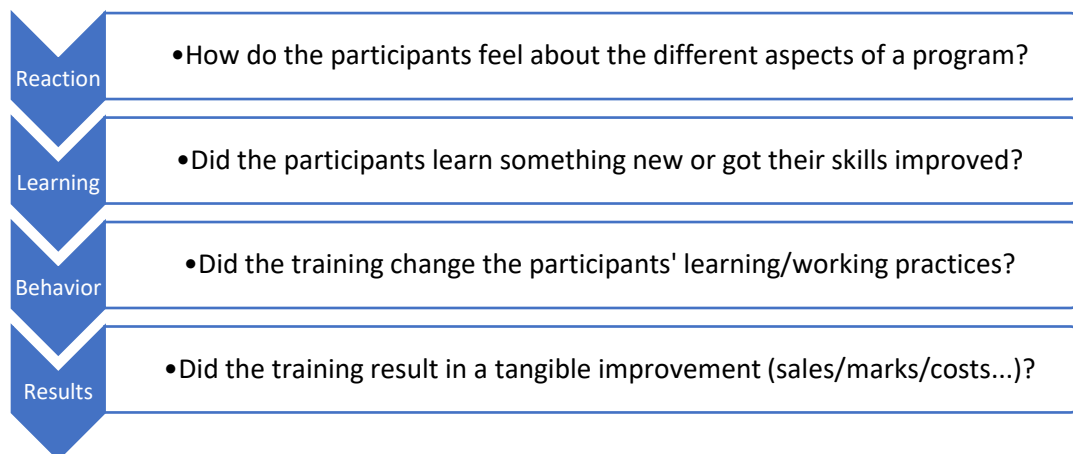 Reaction
•How do the participants feel about the different aspects of a program?
Learning
•Did the participants learn something new or got their skills improved?
Behavior
•Did the training change the participants' learning/working practices?
Results
•Did the training result in a tangible improvement (sales/marks/costs...)?